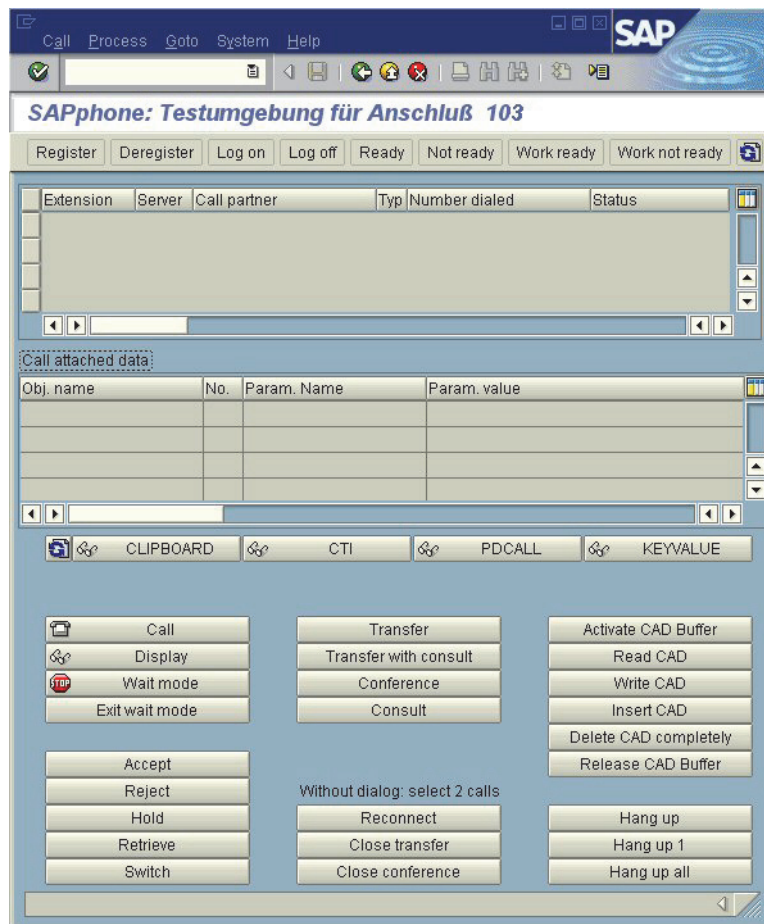 Call Process Goto System Help
SAP
SAPphone: Testumgebung für Anschluß 103
Register Deregister Log on Log off Ready Not ready Work ready Work not ready
Extension Server Call partner Typ Number dialed Status
Call attached data
Obj. name No. Param. Name Param. value
CLIPBOARD CTI PDCALL KEYVALUE
Call Transfer Activate CAD Buffer
Display Transfer with consult Read CAD
STOP Wait mode Conference Write CAD
Exit wait mode Consult Insert CAD
Delete CAD completely
Accept Release CAD Buffer
Reject Without dialog: select 2 calls
Hold Reconnect Hang up
Retrieve Close transfer Hang up 1
Switch Close conference Hang up all